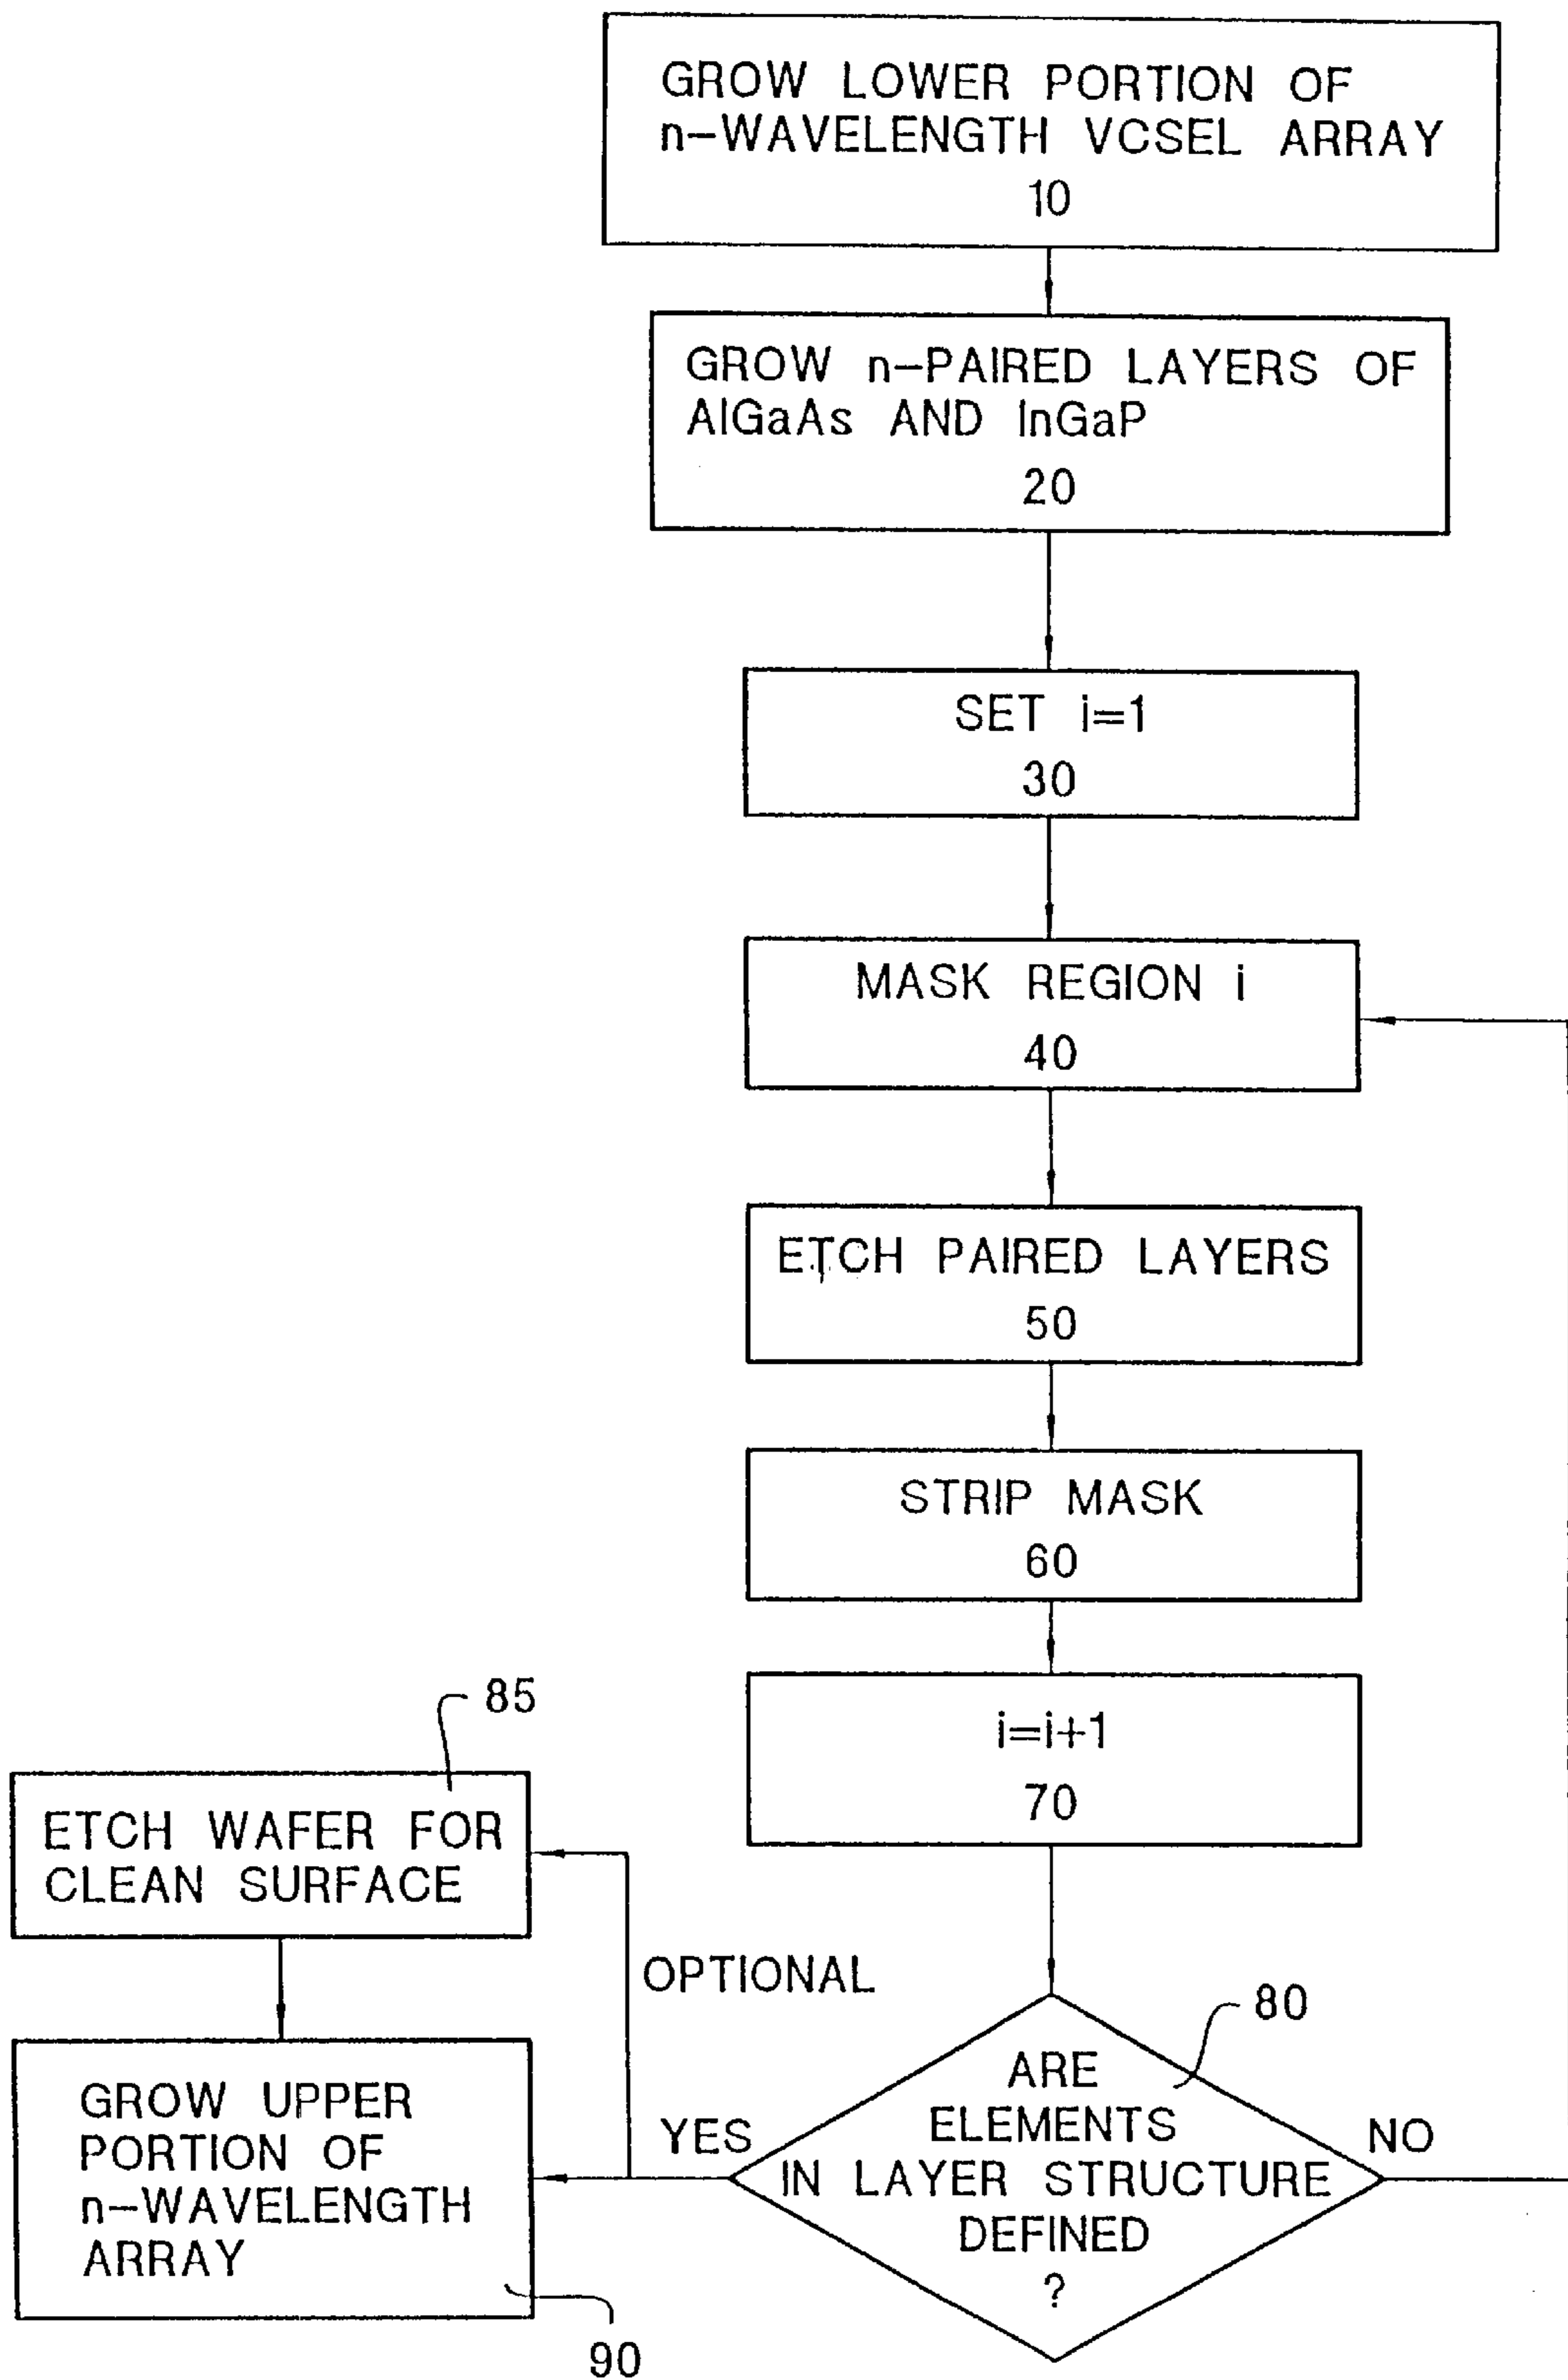 GROW LOWER PORTION OF
n-WAVELENGTH VCSEL ARRAY
10
GROW n-PAIRED LAYERS OF
AlGaAs AND InGaP
20
SET i=1
30
MASK REGION i
40
ETCH PAIRED LAYERS
50
STRIP MASK
60
i=i+1
70
85
ETCH WAFER FOR
CLEAN SURFACE
OPTIONAL
80
ARE
ELEMENTS
IN LAYER STRUCTURE
DEFINED
?
YES
NO
GROW UPPER
PORTION OF
n-WAVELENGTH
ARRAY
90